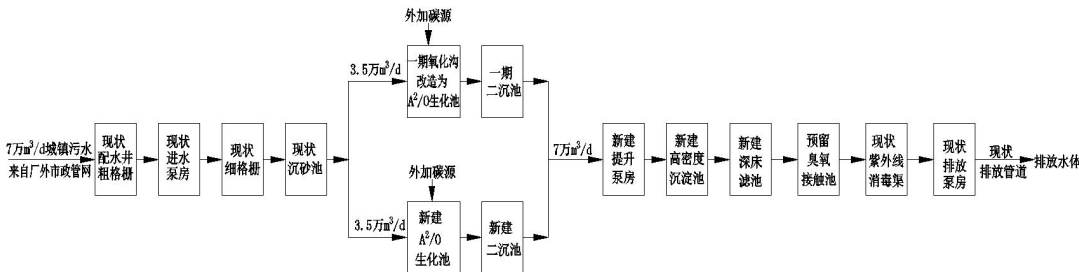 7万m³/d城镇污水
来自厂外市政管网
现状
配水井
粗格栅
现状
进水
泵房
现状
细格栅
现状
沉砂池
3.5万m³/d
外加碳源
一期氧化沟
改造为
A²/O生化池
一期
二沉池
3.5万m³/d
外加碳源
新建
A²/O
生化池
新建
二沉池
7万m³/d
新建
提升
泵房
新建
高密度
沉淀池
新建
深床
滤池
预留
臭氧
接触池
现状
紫外线
消毒渠
现状
排放
泵房
现状
排放管道
排放水体